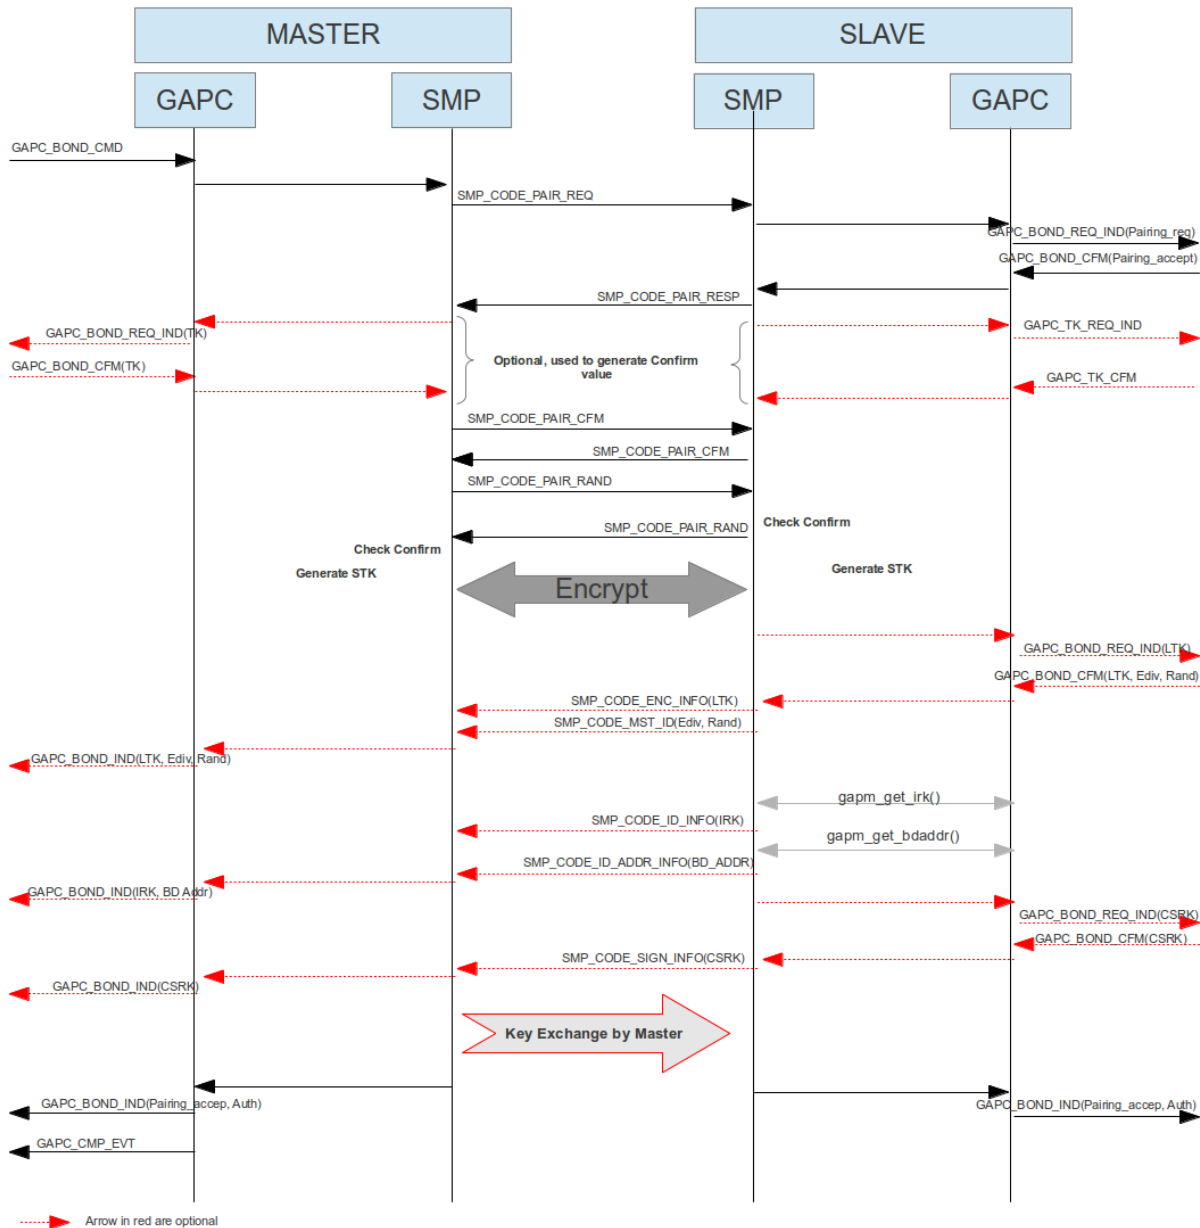 MASTER
SLAVE
GAPC
SMP
SMP
GAPC
GAPC_BOND_CMD
SMP_CODE_PAIR_REQ
GAPC_BOND_REQ_IND(Pairing_req)
GAPC_BOND_CFM(Pairing_accept)
SMP_CODE_PAIR_RESP
GAPC_BOND_REQ_IND(TK)
GAPC_TK_REQ_IND
Optional, used to generate Confirm
value
GAPC_BOND_CFM(TK)
GAPC_TK_CFM
SMP_CODE_PAIR_CFM
SMP_CODE_PAIR_CFM
SMP_CODE_PAIR_RAND
Check Confirm
SMP_CODE_PAIR_RAND
Check Confirm
Generate STK
Generate STK
Encrypt
GAPC_BOND_REQ_IND(LTK)
GAPC_BOND_CFM(LTK, Ediv, Rand)
SMP_CODE_ENC_INFO(LTK)
SMP_CODE_MST_ID(Ediv, Rand)
GAPC_BOND_IND(LTK, Ediv, Rand)
gapm_get_irk()
SMP_CODE_ID_INFO(IRK)
gapm_get_bdaddr()
SMP_CODE_ID_ADDR_INFO(BD_ADDR)
GAPC_BOND_IND(IRK, BD Addr)
GAPC_BOND_REQ_IND(CSRK)
GAPC_BOND_CFM(CSRK)
SMP_CODE_SIGN_INFO(CSRK)
GAPC_BOND_IND(CSRK)
Key Exchange by Master
GAPC_BOND_IND(Pairing_accep, Auth)
GAPC_BOND_IND(Pairing_accep, Auth)
GAPC_CMP_EVT
Arrow in red are optional